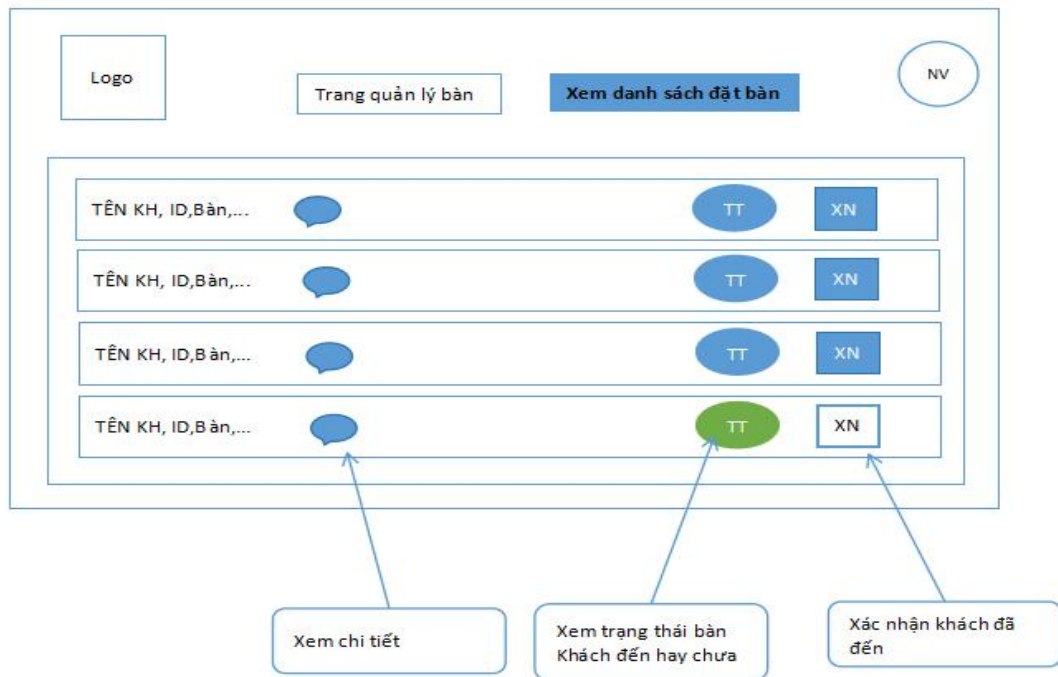 Logo
Trang quản lý bàn
Xem danh sách đặt bàn
NV
TÊN KH, ID,Bàn,...
TT
XN
TÊN KH, ID,Bàn,...
TT
XN
TÊN KH, ID,Bàn,...
TT
XN
TÊN KH, ID,Bàn,...
TT
XN
Xem chi tiết
Xem trạng thái bàn
Khách đến hay chưa
Xác nhận khách đã
đến